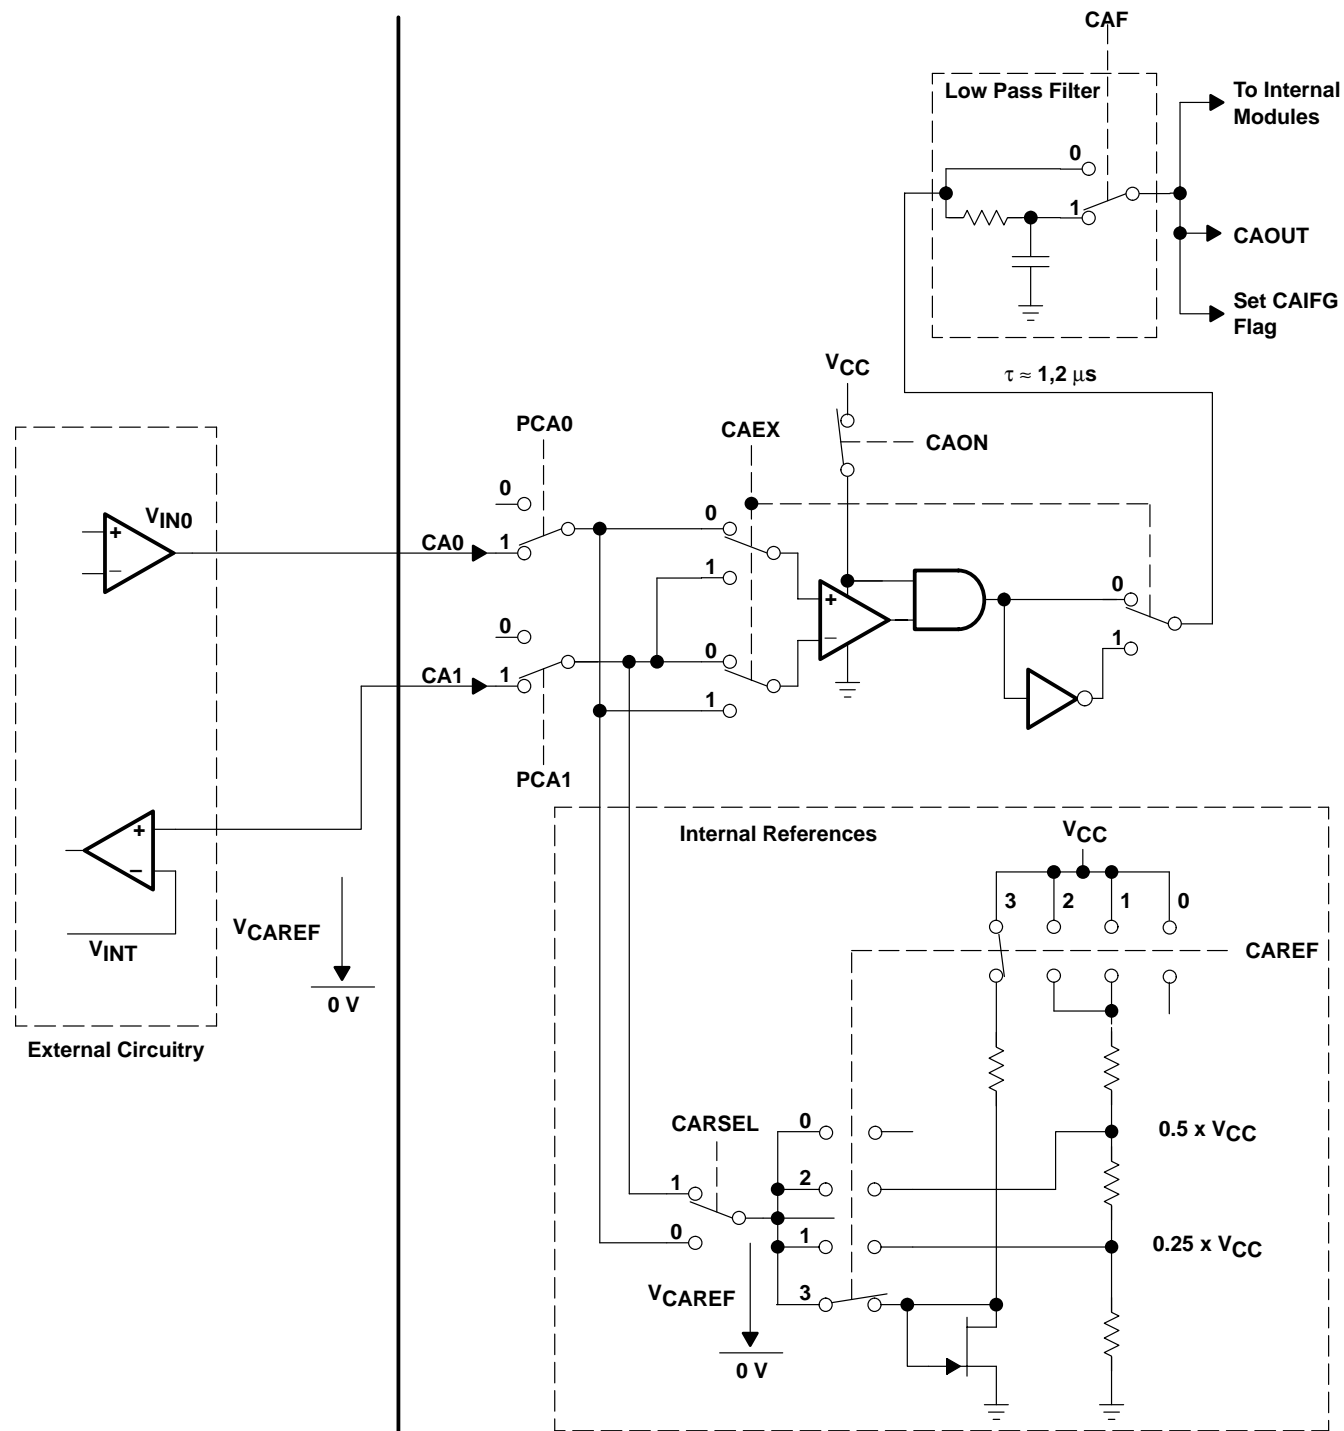 CAF
Low Pass Filter
To Internal
Modules
0
1
CAOUT
Set CAIFG
Flag
VCC
τ ≈ 1,2 μs
PCA0
CAEX
CAON
0
VIN0
+
–
CA0
1
0
1
+
–
0
1
0
CA1
1
0
1
PCA1
Internal References
VCC
3
2
1
0
+
–
VINT
VCAREF
0 V
CAREF
External Circuitry
CARSEL
0
0.5 x VCC
1
2
0
1
0.25 x VCC
VCAREF
3
0 V